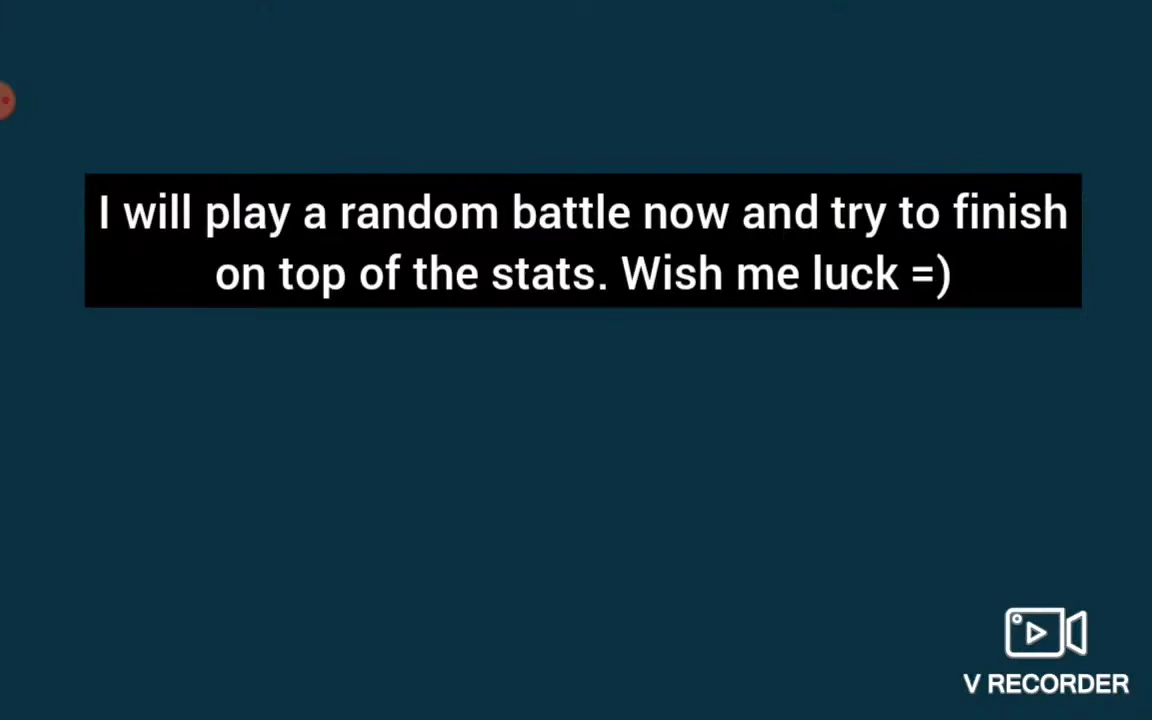 I will play a random battle now and try to finish
on top of the stats. Wish me luck =)
V RECORDER